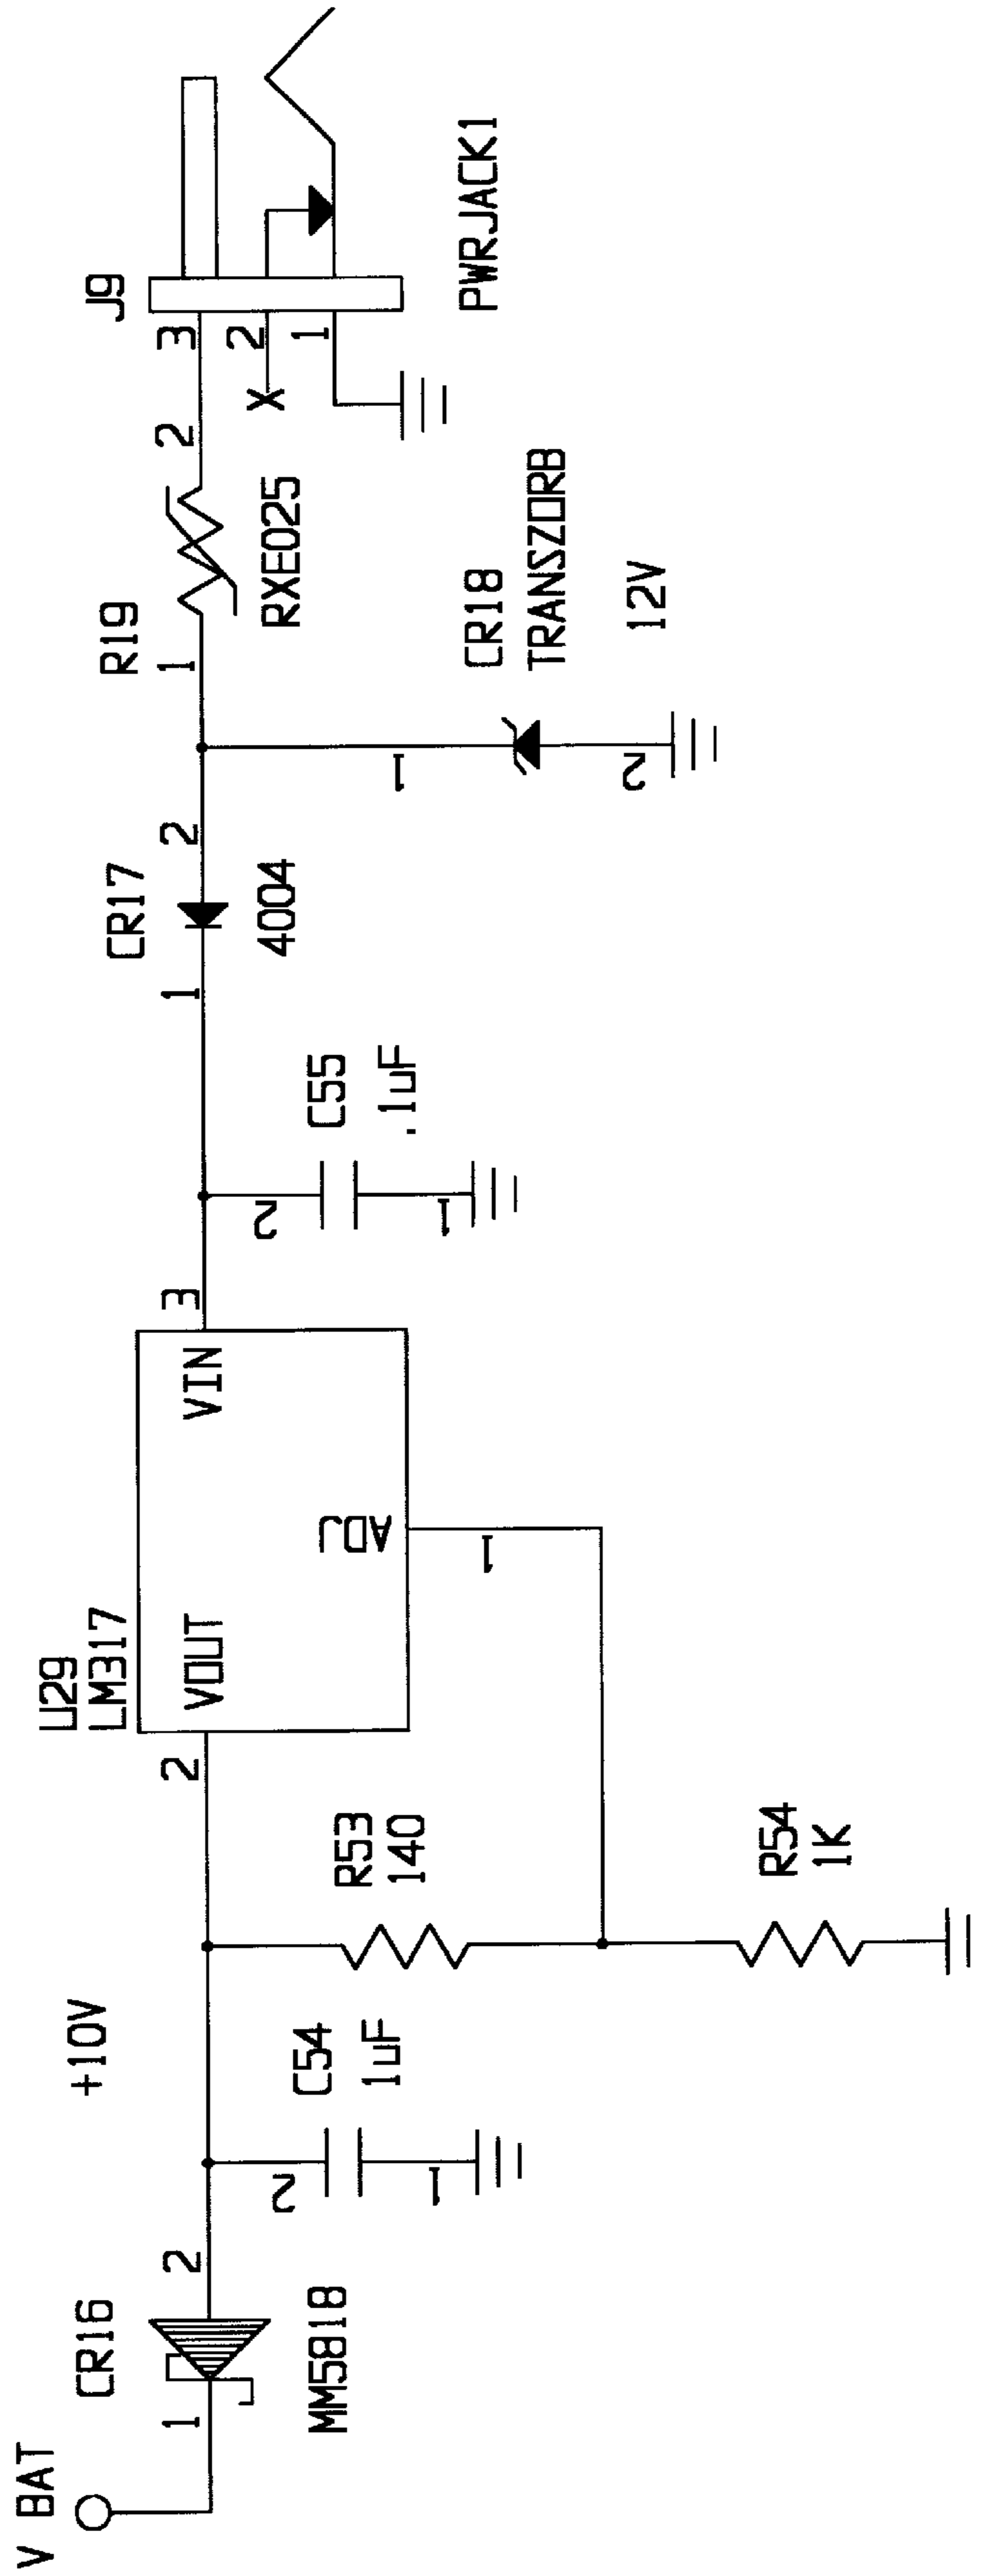 V BAT
CR16
1
2
MM5818
+10V
2
C54
1uF
1
U29
LM317
2
R53
140
R54
1K
VOUT
ADJ
VIN
1
3
2
C55
.1uF
1
CR17
1
2
4004
1
CR18
TRANSZORB
12V
2
R19
1
2
RXE025
J9
3
2
X
1
PWRJACK1